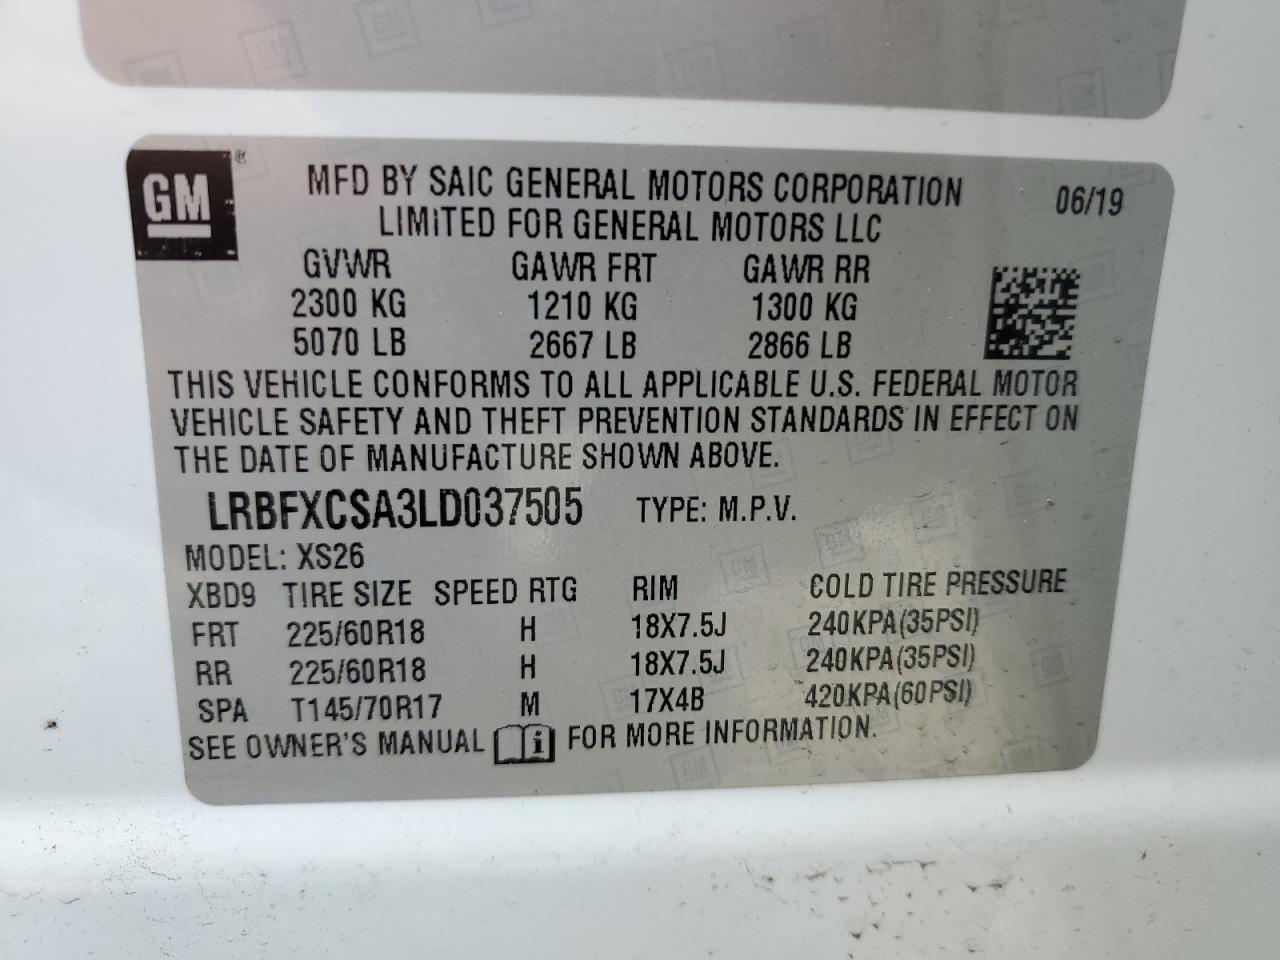 GM ® MFD BY SAIC GENERAL MOTORS CORPORATION 06/19
LIMITED FOR GENERAL MOTORS LLC
GVWR GAWR FRT GAWR RR
2300 KG 1210 KG 1300 KG
5070 LB 2667 LB 2866 LB
THIS VEHICLE CONFORMS TO ALL APPLICABLE U.S. FEDERAL MOTOR
VEHICLE SAFETY AND THEFT PREVENTION STANDARDS IN EFFECT ON
THE DATE OF MANUFACTURE SHOWN ABOVE.
LRBFXCSA3LD037505 TYPE: M.P.V.
MODEL: XS26
XBD9 TIRE SIZE SPEED RTG RIM COLD TIRE PRESSURE
FRT 225/60R18 H 18X7.5J 240KPA(35PSI)
RR 225/60R18 H 18X7.5J 240KPA(35PSI)
SPA T145/70R17 M 17X4B 420KPA(60PSI)
SEE OWNER'S MANUAL i FOR MORE INFORMATION.